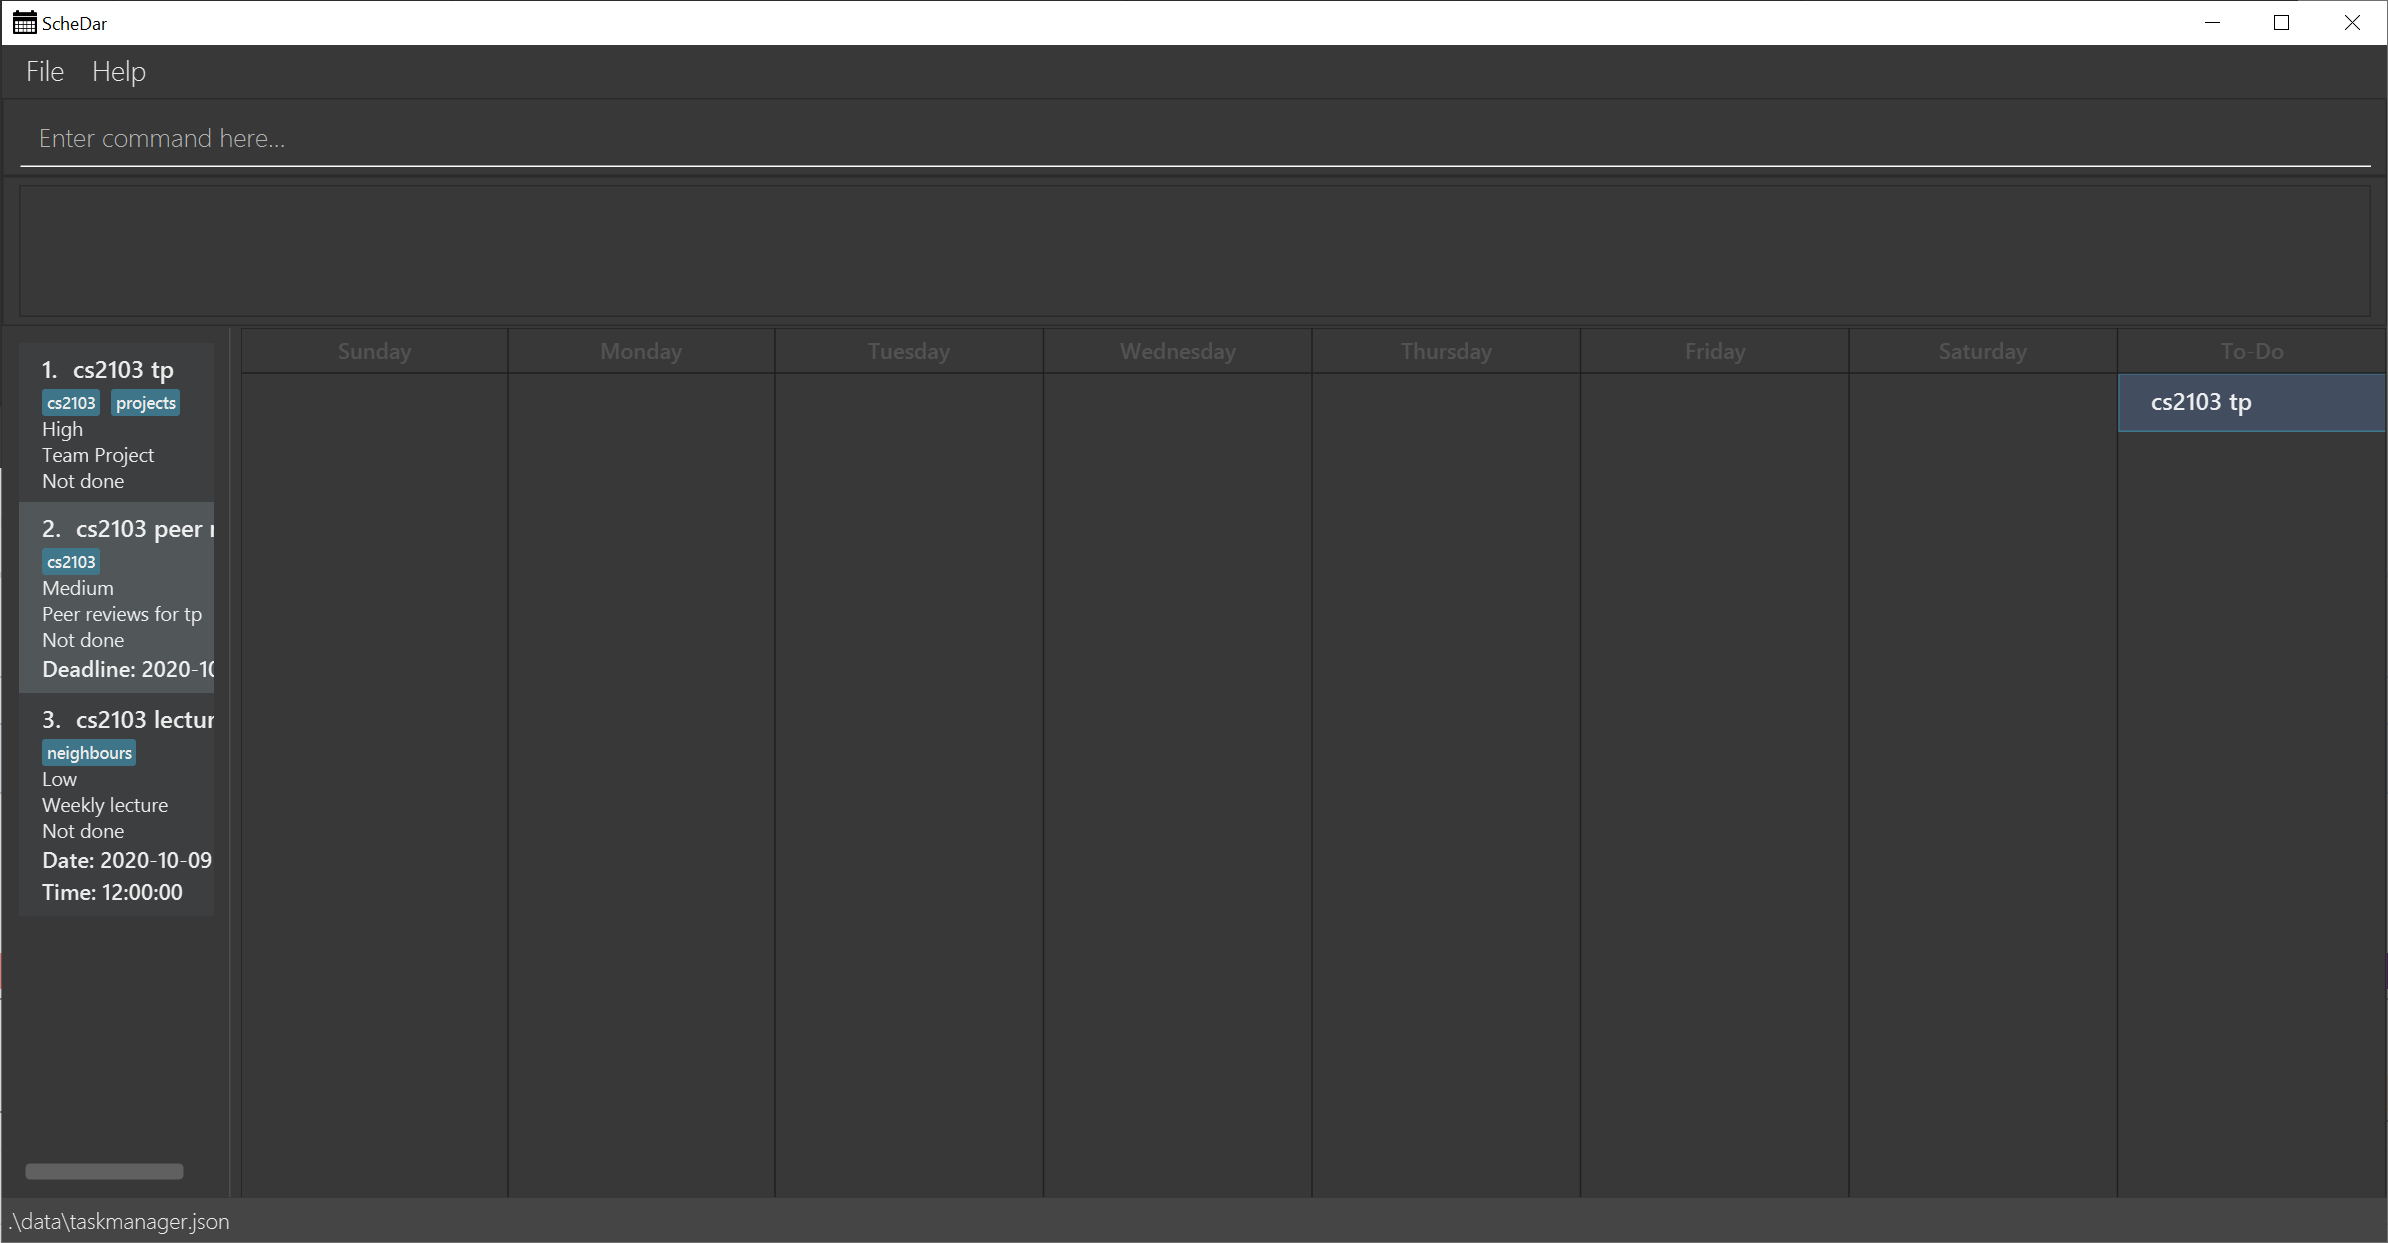 ScheDar
File Help
Enter command here...
Sunday Monday Tuesday Wednesday Thursday Friday Saturday To-Do
1. cs2103 tp
cs2103 projects
High
Team Project
Not done
2. cs2103 peer
cs2103
Medium
Peer reviews for tp
Not done
Deadline: 2020-10
3. cs2103 lectur
neighbours
Low
Weekly lecture
Not done
Date: 2020-10-09
Time: 12:00:00
cs2103 tp
.\data\taskmanager.json